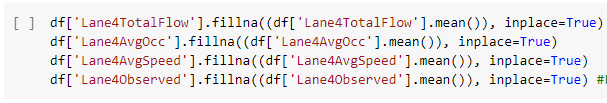 [ ] df['Lane4TotalFlow'].fillna((df['Lane4TotalFlow'].mean()), inplace=True)
df['Lane4AvgOcc'].fillna((df['Lane4AvgOcc'].mean()), inplace=True)
df['Lane4AvgSpeed'].fillna((df['Lane4AvgSpeed'].mean()), inplace=True)
df['Lane4Observed'].fillna((df['Lane4Observed'].mean()), inplace=True) #